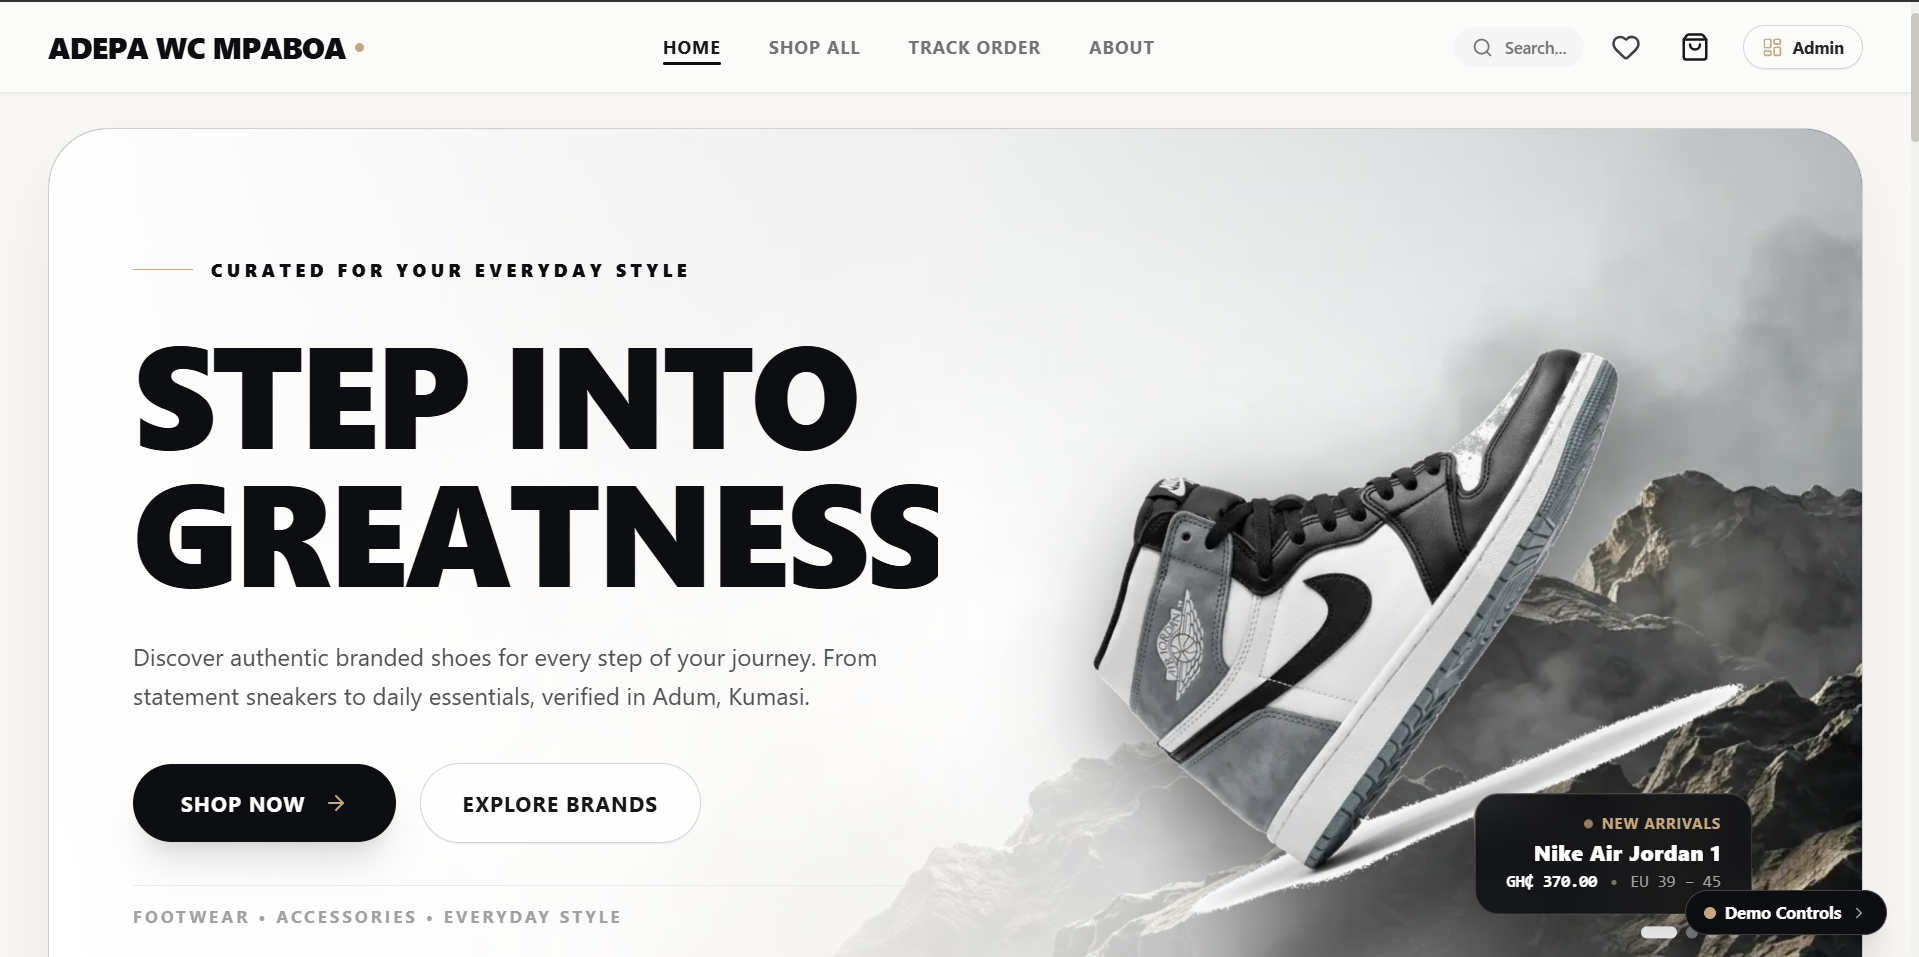 ADEPA WC MPABOA
HOME
SHOP ALL
TRACK ORDER
ABOUT
Search...
Admin
CURATED FOR YOUR EVERYDAY STYLE
STEP INTO
GREATNESS
Discover authentic branded shoes for every step of your journey. From
statement sneakers to daily essentials, verified in Adum, Kumasi.
SHOP NOW
EXPLORE BRANDS
FOOTWEAR • ACCESSORIES • EVERYDAY STYLE
AIR JORDAN
NEW ARRIVALS
Nike Air Jordan 1
GH₵ 370.00 • EU 39 – 45
Demo Controls